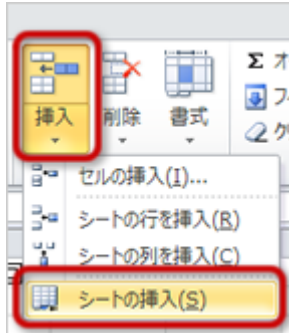 Σ オ
フィ
ク
挿入 削除 書式
セルの挿入(I)...
シートの行を挿入(R)
シートの列を挿入(C)
シートの挿入(S)